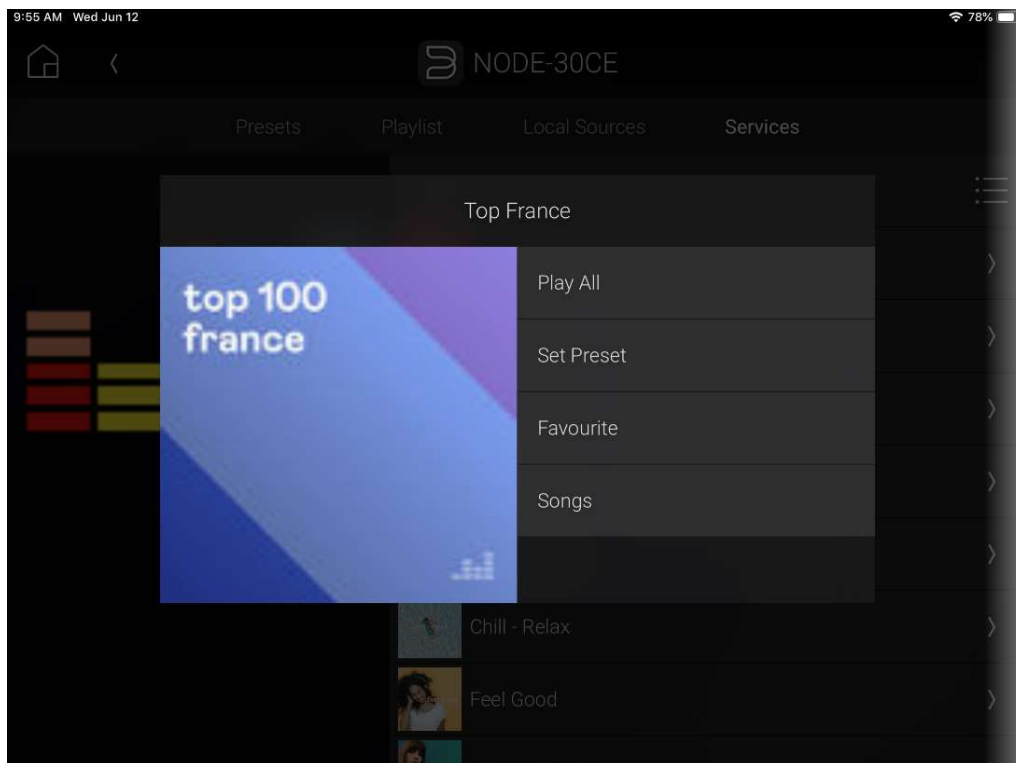 9:55 AM Wed Jun 12
78%
NODE-30CE
Presets Playlist Local Sources Services
Top France
top 100
france
Play All
Set Preset
Favourite
Songs
Chill - Relax
Feel Good